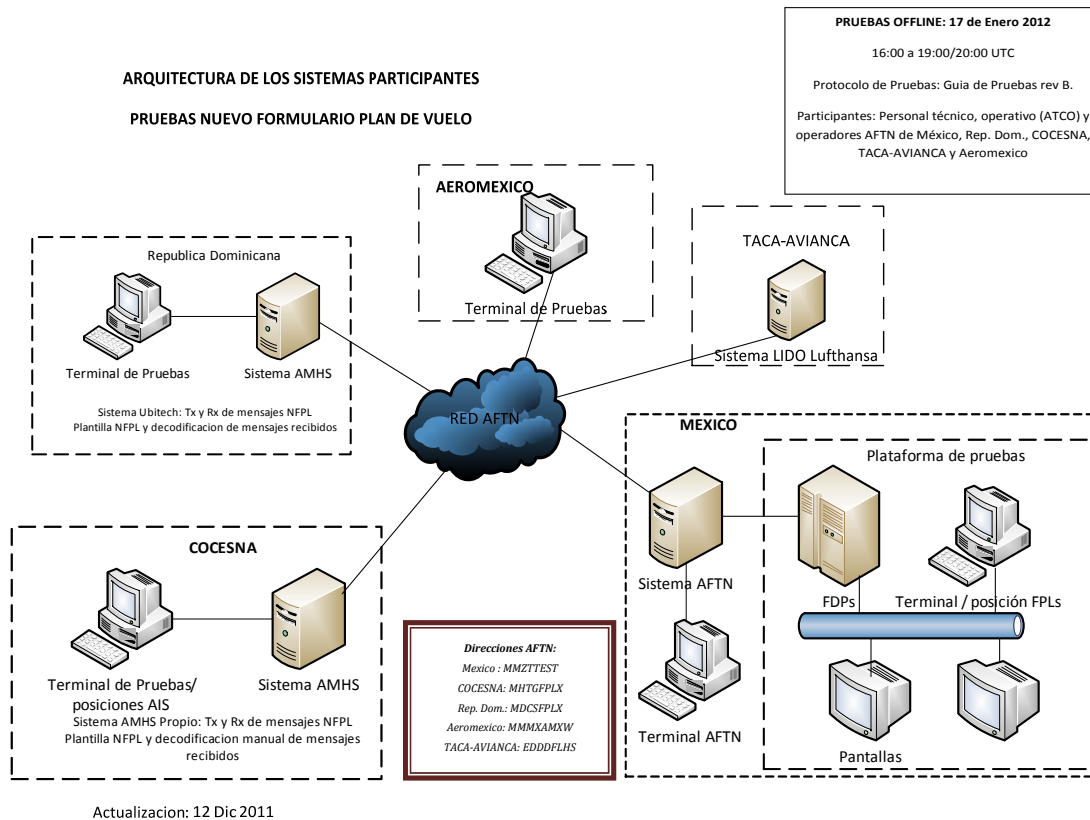 PRUEBAS OFFLINE: 17 de Enero 2012
16:00 a 19:00/20:00 UTC
Protocolo de Pruebas: Guia de Pruebas rev B.
Participantes: Personal técnico, operativo (ATCO) y
operadores AFTN de México, Rep. Dom., COCESNA,
TACA-AVIANCA y Aeromexico
ARQUITECTURA DE LOS SISTEMAS PARTICIPANTES
PRUEBAS NUEVO FORMULARIO PLAN DE VUELO
AEROMEXICO
Terminal de Pruebas
TACA-AVIANCA
Sistema LIDO Lufthansa
Republica Dominicana
Terminal de Pruebas
Sistema AMHS
Sistema Ubitech: Tx y Rx de mensajes NFPL
Plantilla NFPL y decodificacion de mensajes recibidos
RED AFTN
MEXICO
Plataforma de pruebas
Sistema AFTN
FDPs
Terminal / posición FPLs
Terminal AFTN
Pantallas
COCESNA
Terminal de Pruebas/
posiciones AIS
Sistema AMHS
Sistema AMHS Propio: Tx y Rx de mensajes NFPL
Plantilla NFPL y decodificacion manual de mensajes
recibidos
Direcciones AFTN:
Mexico : MMZTTEST
COCESNA: MHTGFPLX
Rep. Dom.: MDCSFPLX
Aeromexico: MMMXAMXW
TACA-AVIANCA: EDDDFLHS
Actualizacion: 12 Dic 2011